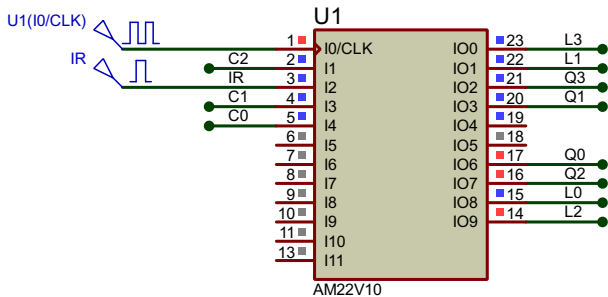 U1
U1(I0/CLK)
1 I0/CLK IO0 23 L3
C2 2 I1 IO1 22 L1
IR IR 3 I2 IO2 21 Q3
C1 4 I3 IO3 20 Q1
C0 5 I4 IO4 19
6 I5 IO5 18
7 I6 IO6 17 Q0
8 I7 IO7 16 Q2
9 I8 IO8 15 L0
10 I9 IO9 14 L2
11 I10
13 I11
AM22V10